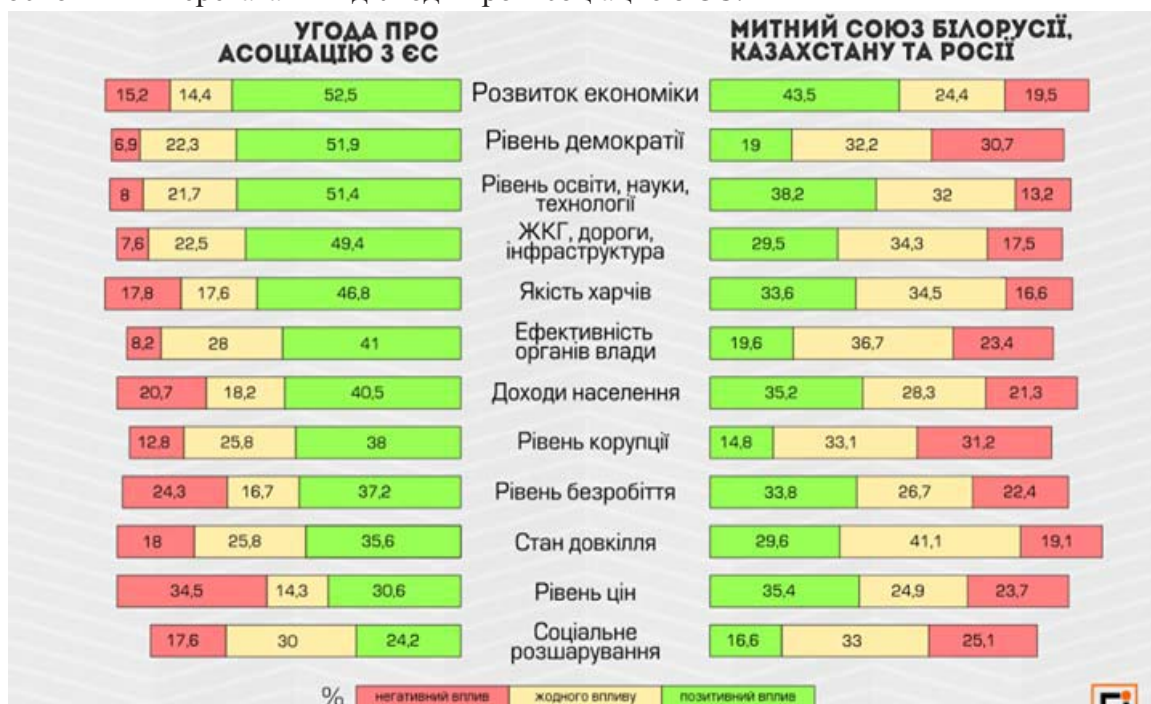 УГОДА ПРО
АСОЦІАЦІЮ З ЄС
МИТНИЙ СОЮЗ БІЛОРУСІЇ,
КАЗАХСТАНУ ТА РОСІЇ
15,2 14,4 52,5 Розвиток економіки 43,5 24,4 19,5
6,9 22,3 51,9 Рівень демократії 19 32,2 30,7
8 21,7 51,4 Рівень освіти, науки,
технології 38,2 32 13,2
7,6 22,5 49,4 ЖКГ, дороги,
інфраструктура 29,5 34,3 17,5
17,8 17,6 46,8 Якість харчів 33,6 34,5 16,6
8,2 28 41 Ефективність
органів влади 19,6 36,7 23,4
20,7 18,2 40,5 Доходи населення 35,2 28,3 21,3
12,8 25,8 38 Рівень корупції 14,8 33,1 31,2
24,3 16,7 37,2 Рівень безробіття 33,8 26,7 22,4
18 25,8 35,6 Стан довкілля 29,6 41,1 19,1
34,5 14,3 30,6 Рівень цін 35,4 24,9 23,7
17,6 30 24,2 Соціальне
розшарування 16,6 33 25,1
% негативний вплив жодного впливу позитивний вплив